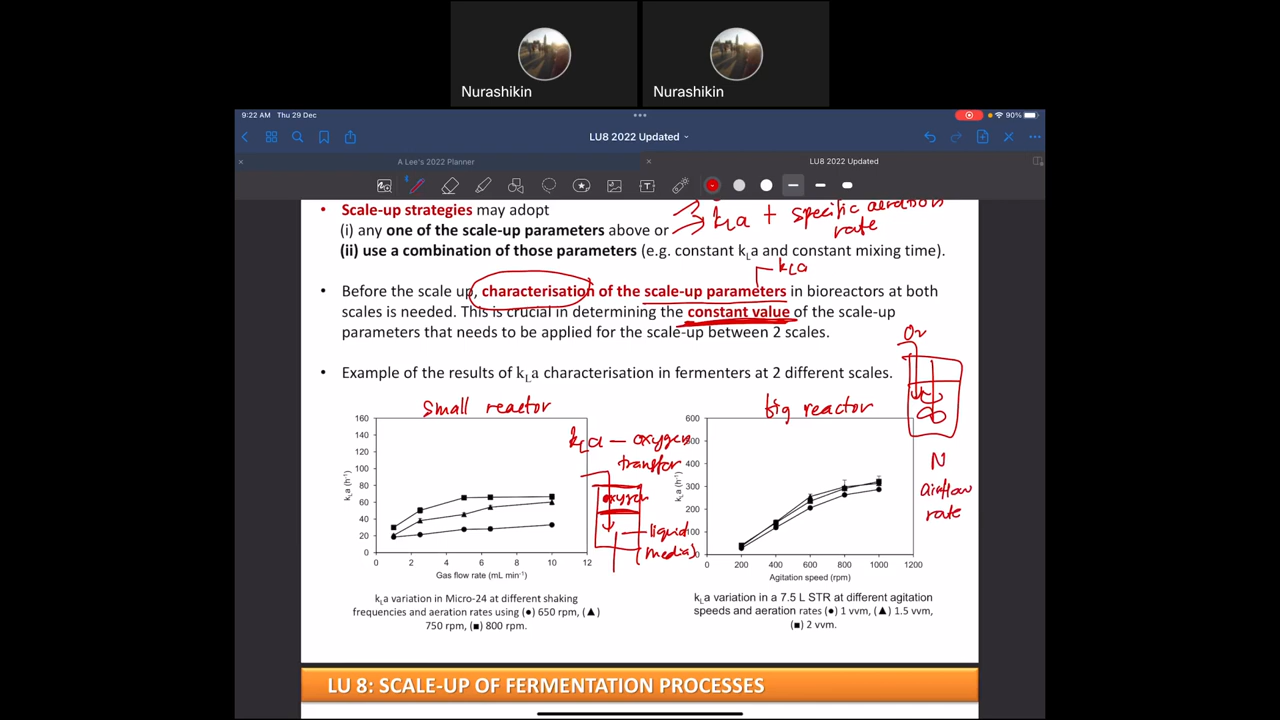 Nurashikin
Nurashikin
9:22 AM Thu 29 Dec
90%
LU8 2022 Updated
A Lee's 2022 Planner
LU8 2022 Updated
kLa + specific aeration
rate
• Scale-up strategies may adopt
(i) any one of the scale-up parameters above or
(ii) use a combination of those parameters (e.g. constant kLa and constant mixing time).
kLa
• Before the scale up, characterisation of the scale-up parameters in bioreactors at both
scales is needed. This is crucial in determining the constant value of the scale-up
parameters that needs to be applied for the scale-up between 2 scales.
O2
• Example of the results of kLa characterisation in fermenters at 2 different scales.
small reactor
big reactor
kLa – oxygen
transfer
oxygen
liquid
(media)
N
airflow
rate
160
140
120
100
80
60
40
20
0
kLa (h⁻¹)
0 2 4 6 8 10 12
Gas flow rate (mL min⁻¹)
600
500
400
300
200
100
0
kLa (h⁻¹)
0 200 400 600 800 1000 1200
Agitation speed (rpm)
kLa variation in Micro-24 at different shaking
frequencies and aeration rates using (●) 650 rpm, (▲)
750 rpm, (■) 800 rpm.
kLa variation in a 7.5 L STR at different agitation
speeds and aeration rates (●) 1 vvm, (▲) 1.5 vvm,
(■) 2 vvm.
LU 8: SCALE-UP OF FERMENTATION PROCESSES